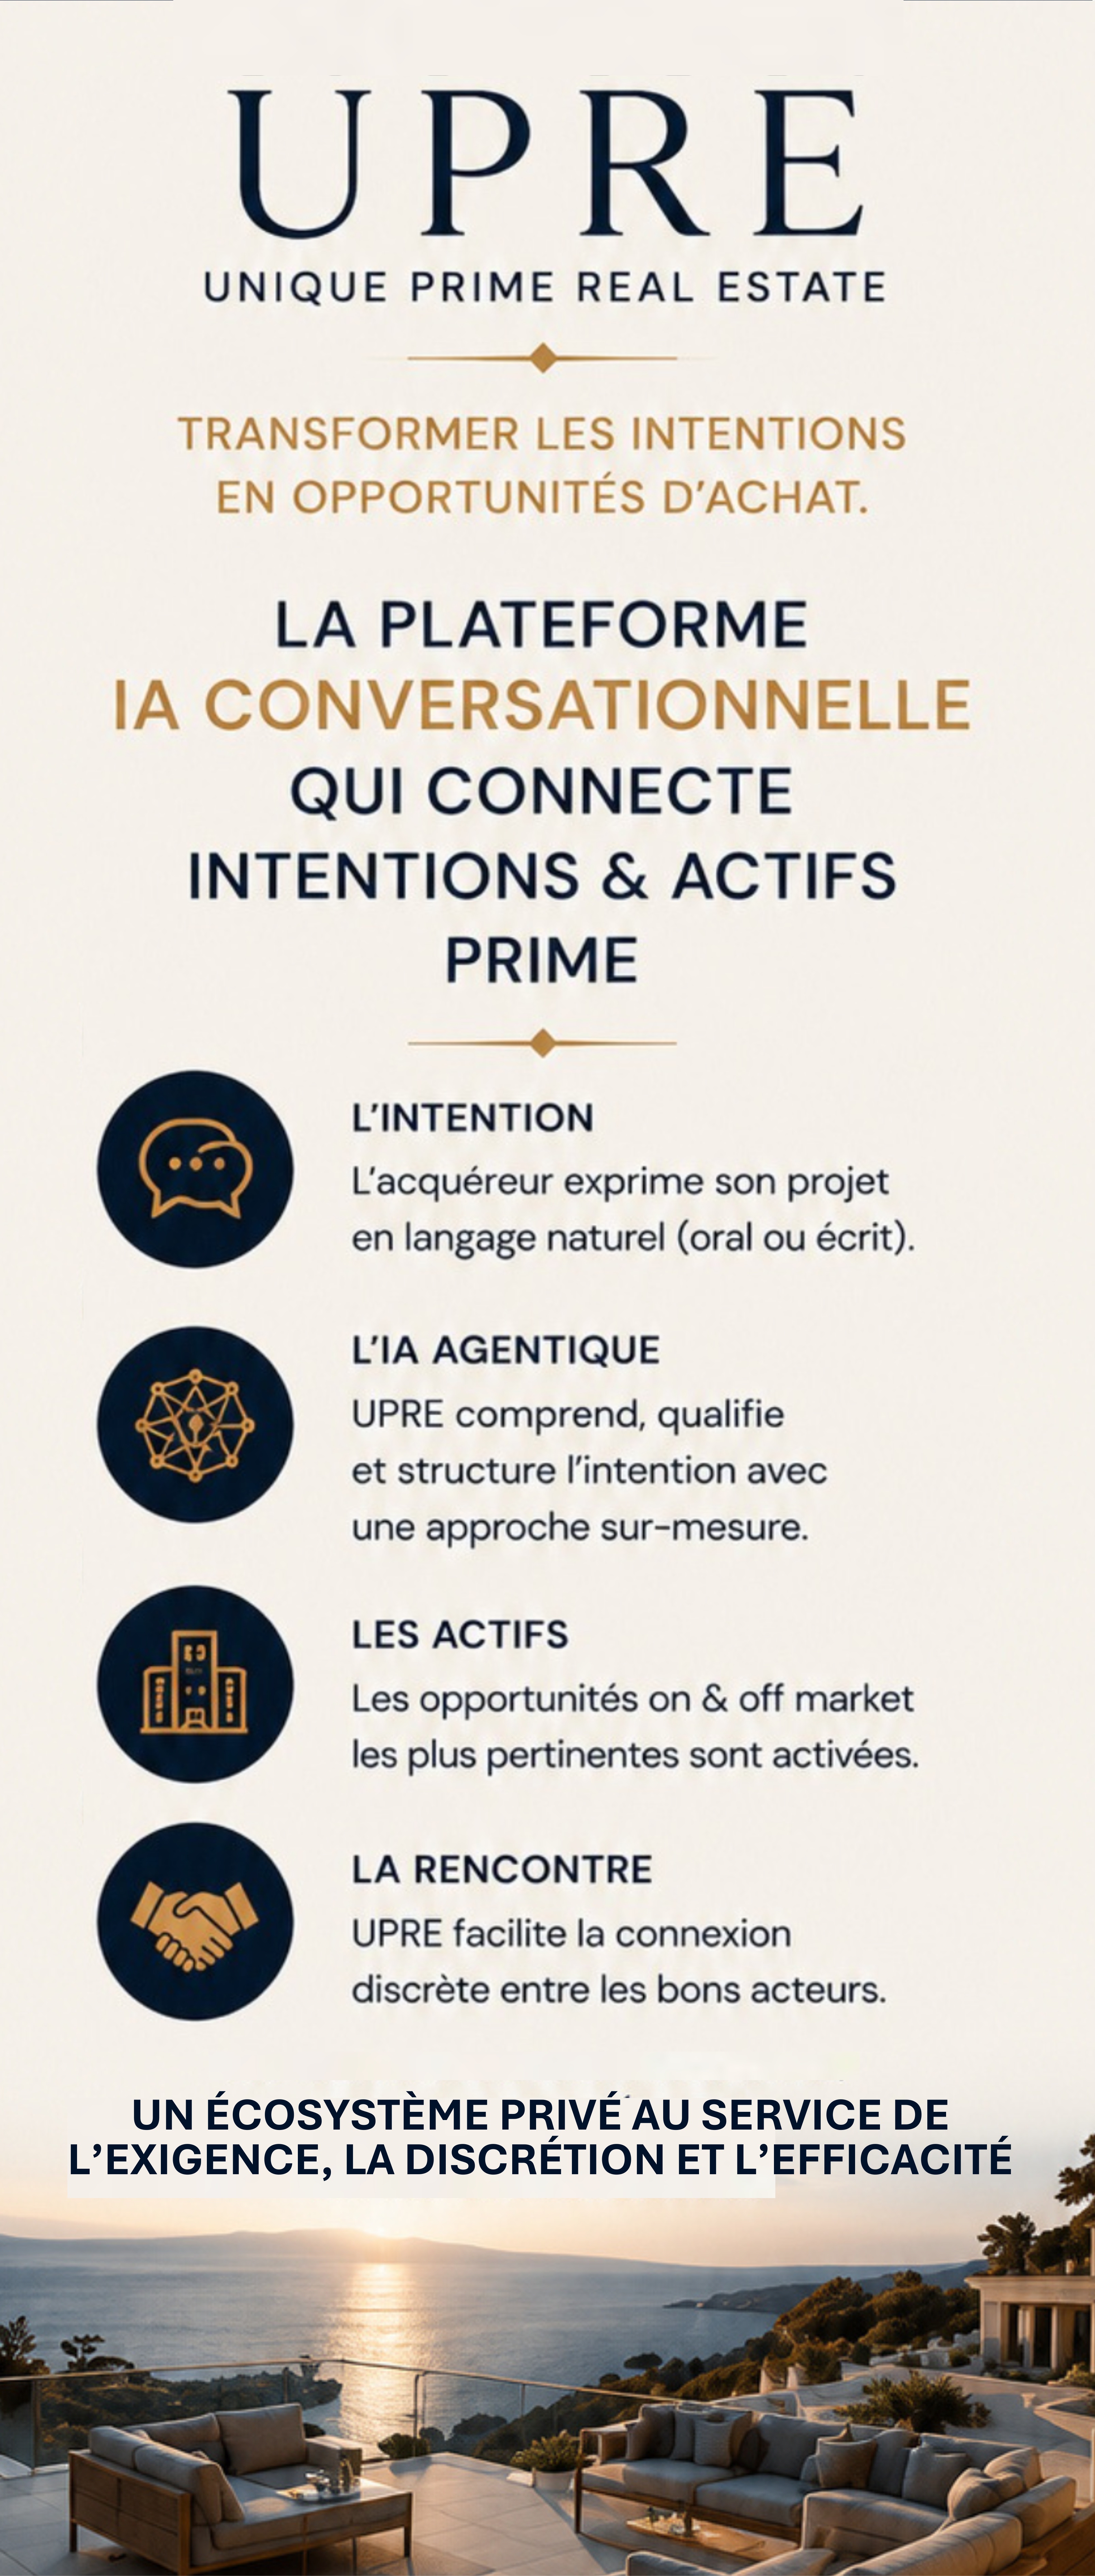 UPRE
UNIQUE PRIME REAL ESTATE
TRANSFORMER LES INTENTIONS
EN OPPORTUNITÉS D’ACHAT.
LA PLATEFORME
IA CONVERSATIONNELLE
QUI CONNECTE
INTENTIONS & ACTIFS
PRIME
L’INTENTION
L’acquéreur exprime son projet
en langage naturel (oral ou écrit).
L’IA AGENTIQUE
UPRE comprend, qualifie
et structure l’intention avec
une approche sur-mesure.
LES ACTIFS
Les opportunités on & off market
les plus pertinentes sont activées.
LA RENCONTRE
UPRE facilite la connexion
discrète entre les bons acteurs.
UN ÉCOSYSTÈME PRIVÉ AU SERVICE DE
L’EXIGENCE, LA DISCRÉTION ET L’EFFICACITÉ